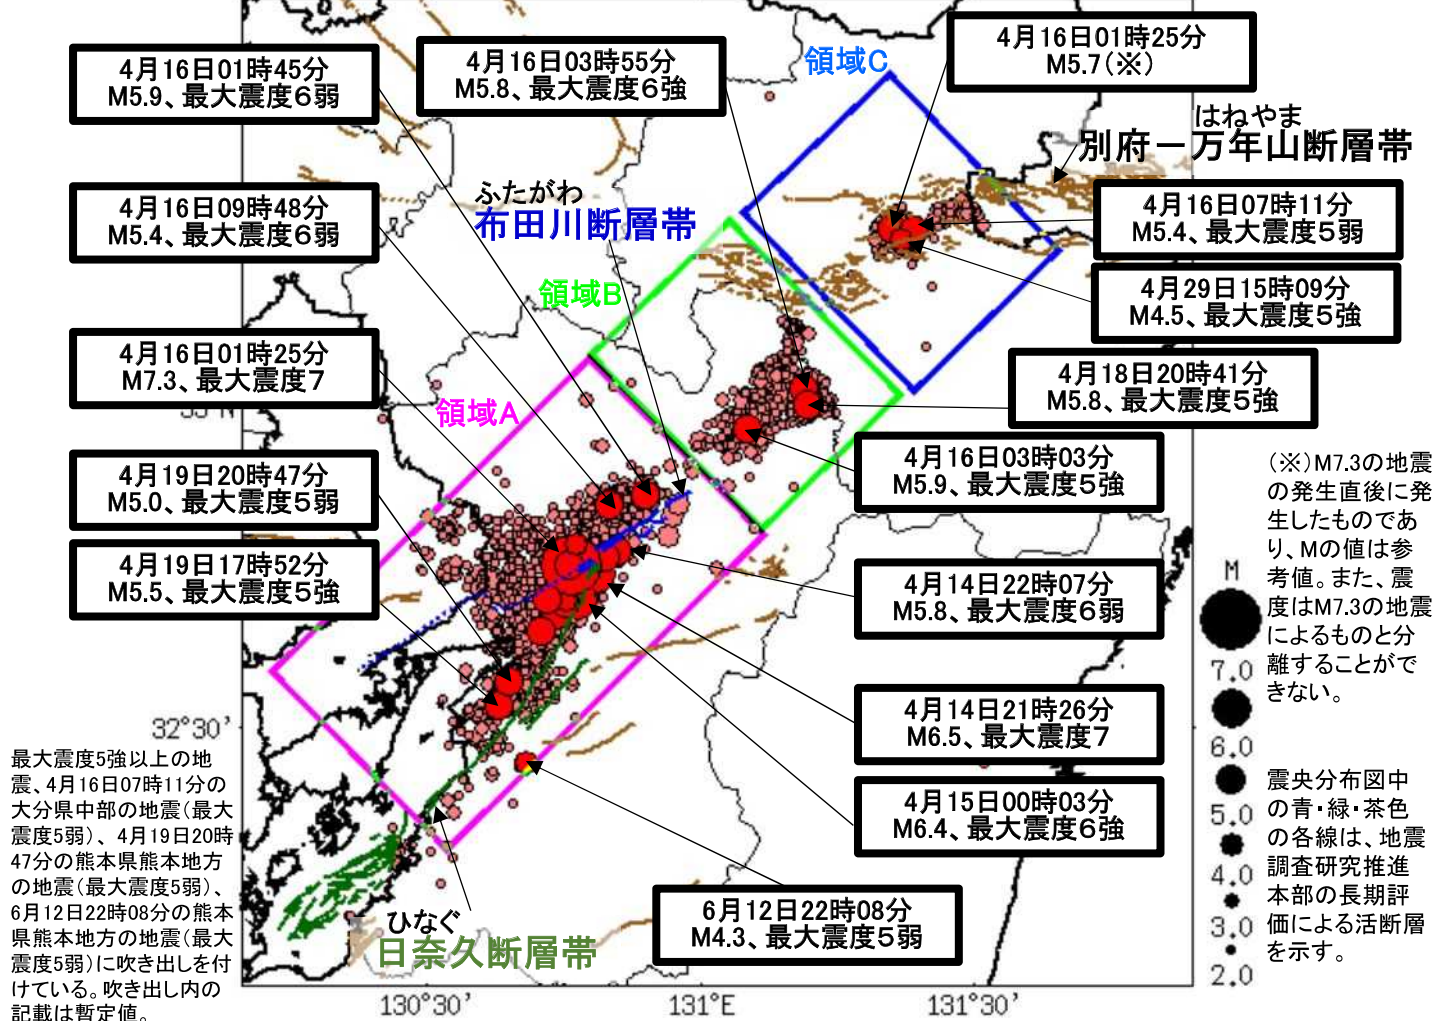 4月16日01時45分
M5.9、最大震度6弱
4月16日03時55分
M5.8、最大震度6強
領域C
4月16日01時25分
M5.7(※)
はねやま
別府－万年山断層帯
4月16日09時48分
M5.4、最大震度6弱
ふたがわ
布田川断層帯
4月16日07時11分
M5.4、最大震度5弱
領域B
4月29日15時09分
M4.5、最大震度5強
4月16日01時25分
M7.3、最大震度7
4月18日20時41分
M5.8、最大震度5強
領域A
4月16日03時03分
M5.9、最大震度5強
4月19日20時47分
M5.0、最大震度5弱
4月19日17時52分
M5.5、最大震度5強
4月14日22時07分
M5.8、最大震度6弱
4月14日21時26分
M6.5、最大震度7
4月15日00時03分
M6.4、最大震度6強
6月12日22時08分
M4.3、最大震度5弱
ひなぐ
日奈久断層帯
(※)M7.3の地震
の発生直後に発
生したものであ
り、Mの値は参
考値。また、震
度はM7.3の地震
によるものと分
離することがで
きない。
M
7.0
6.0
5.0
4.0
3.0
2.0
震央分布図中
の青・緑・茶色
の各線は、地震
調査研究推進
本部の長期評
価による活断層
を示す。
最大震度5強以上の地
震、4月16日07時11分の
大分県中部の地震(最大
震度5弱)、4月19日20時
47分の熊本県熊本地方
の地震(最大震度5弱)、
6月12日22時08分の熊本
県熊本地方の地震(最大
震度5弱)に吹き出しを付
けている。吹き出し内の
記載は暫定値。
32°30'
130°30'
131°E
131°30'